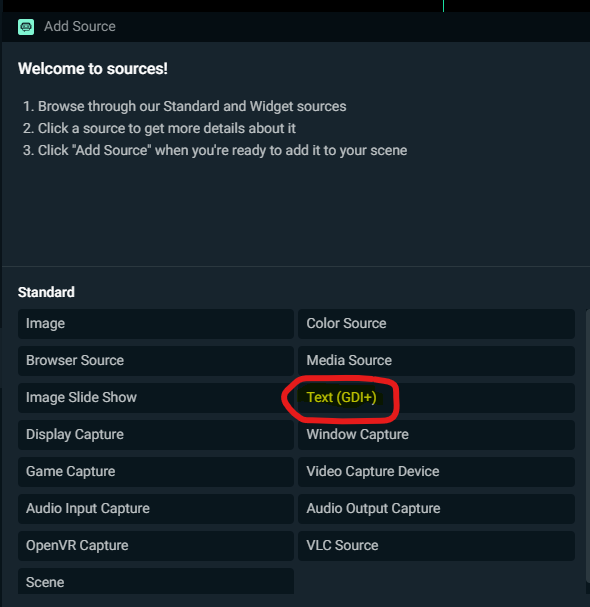 Add Source
Welcome to sources!
1. Browse through our Standard and Widget sources
2. Click a source to get more details about it
3. Click "Add Source" when you're ready to add it to your scene
Standard
Image
Color Source
Browser Source
Media Source
Image Slide Show
Text (GDI+)
Display Capture
Window Capture
Game Capture
Video Capture Device
Audio Input Capture
Audio Output Capture
OpenVR Capture
VLC Source
Scene